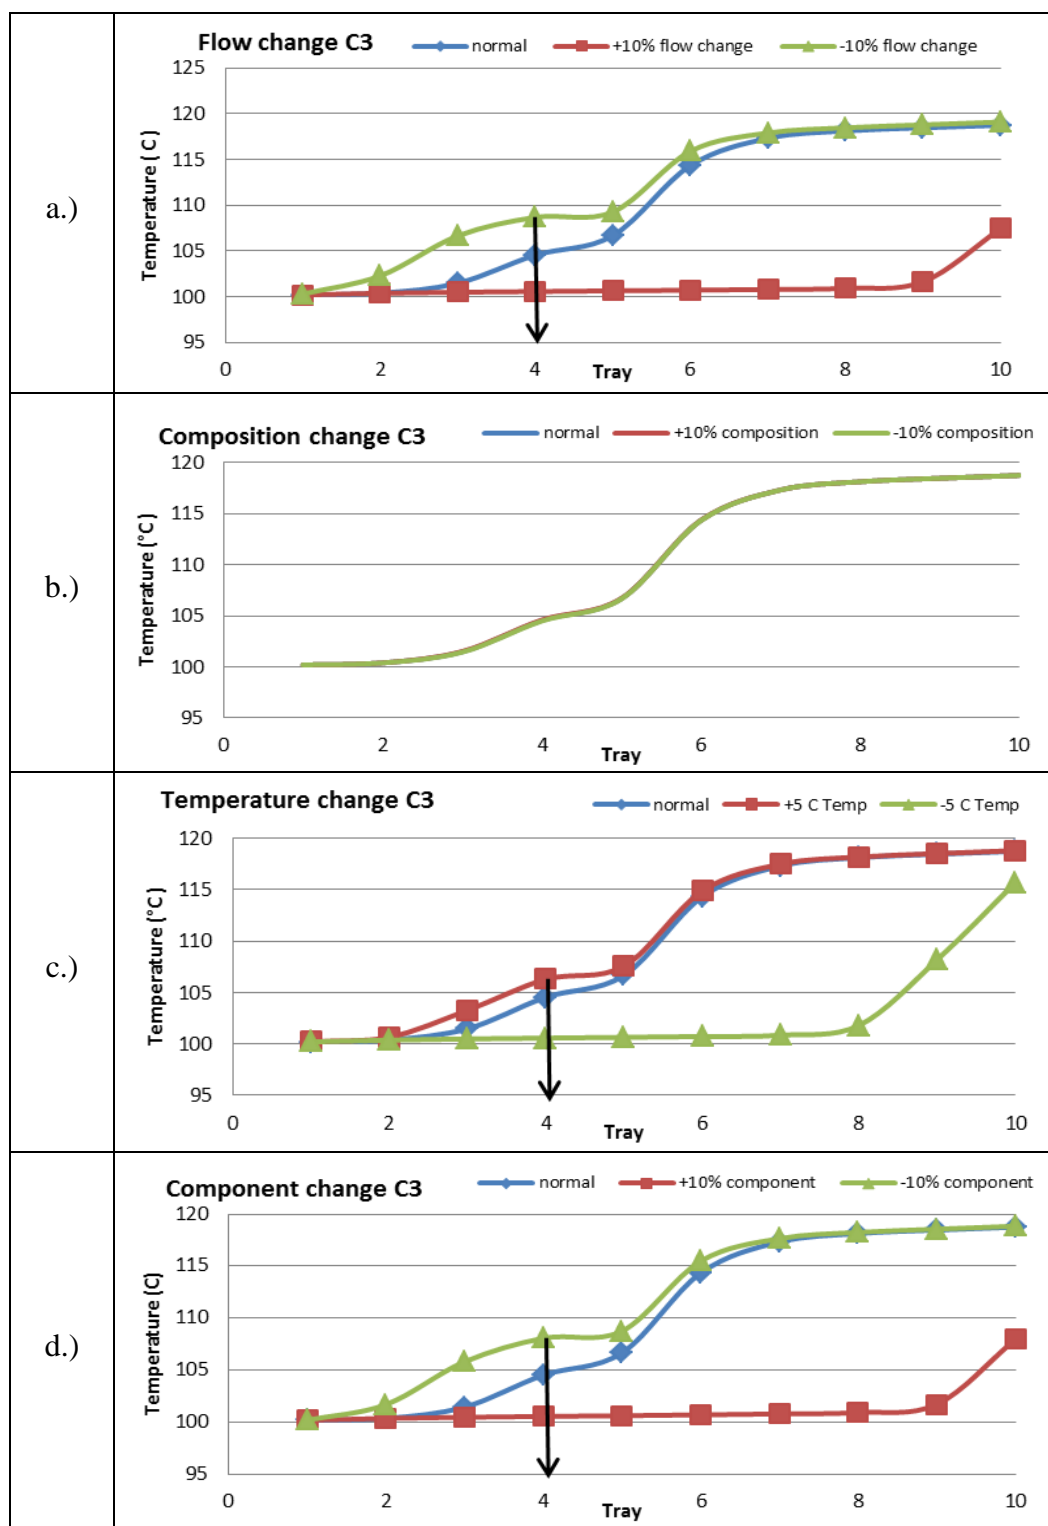 a.)
Flow change C3
normal
+10% flow change
-10% flow change
Temperature ( C)
125
120
115
110
105
100
95
0 2 4 6 8 10
Tray
b.)
Composition change C3
normal
+10% composition
-10% composition
Temperature (°C)
120
115
110
105
100
95
0 2 4 6 8 10
Tray
c.)
Temperature change C3
normal
+5 C Temp
-5 C Temp
Temperature (°C)
120
115
110
105
100
95
0 2 4 6 8 10
Tray
d.)
Component change C3
normal
+10% component
-10% component
Temperature (C)
120
115
110
105
100
95
0 2 4 6 8 10
Tray